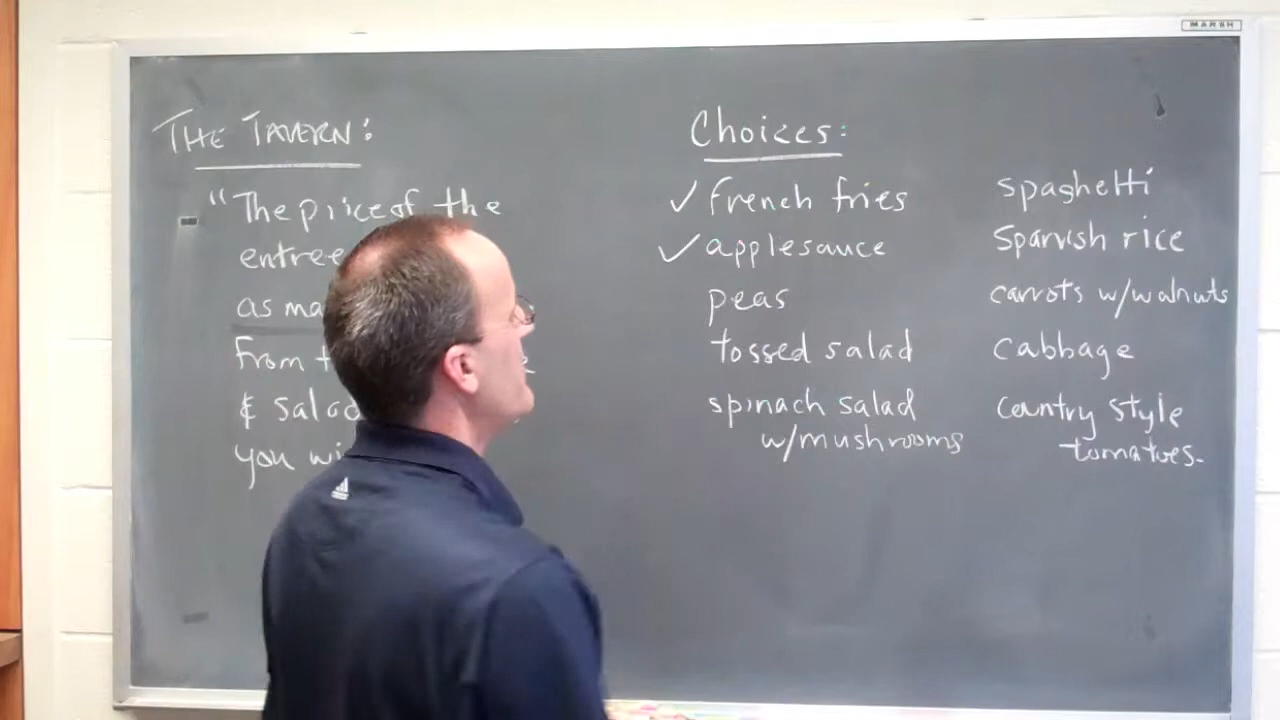 MARSH
THE TAVERN:
"The price of the
entree
as ma
from t
& salad
you wi
Choices:
✓ french fries
✓ applesauce
peas
tossed salad
spinach salad
w/mushrooms
spaghetti
Spanish rice
carrots w/walnuts
cabbage
country style
tomatoes.